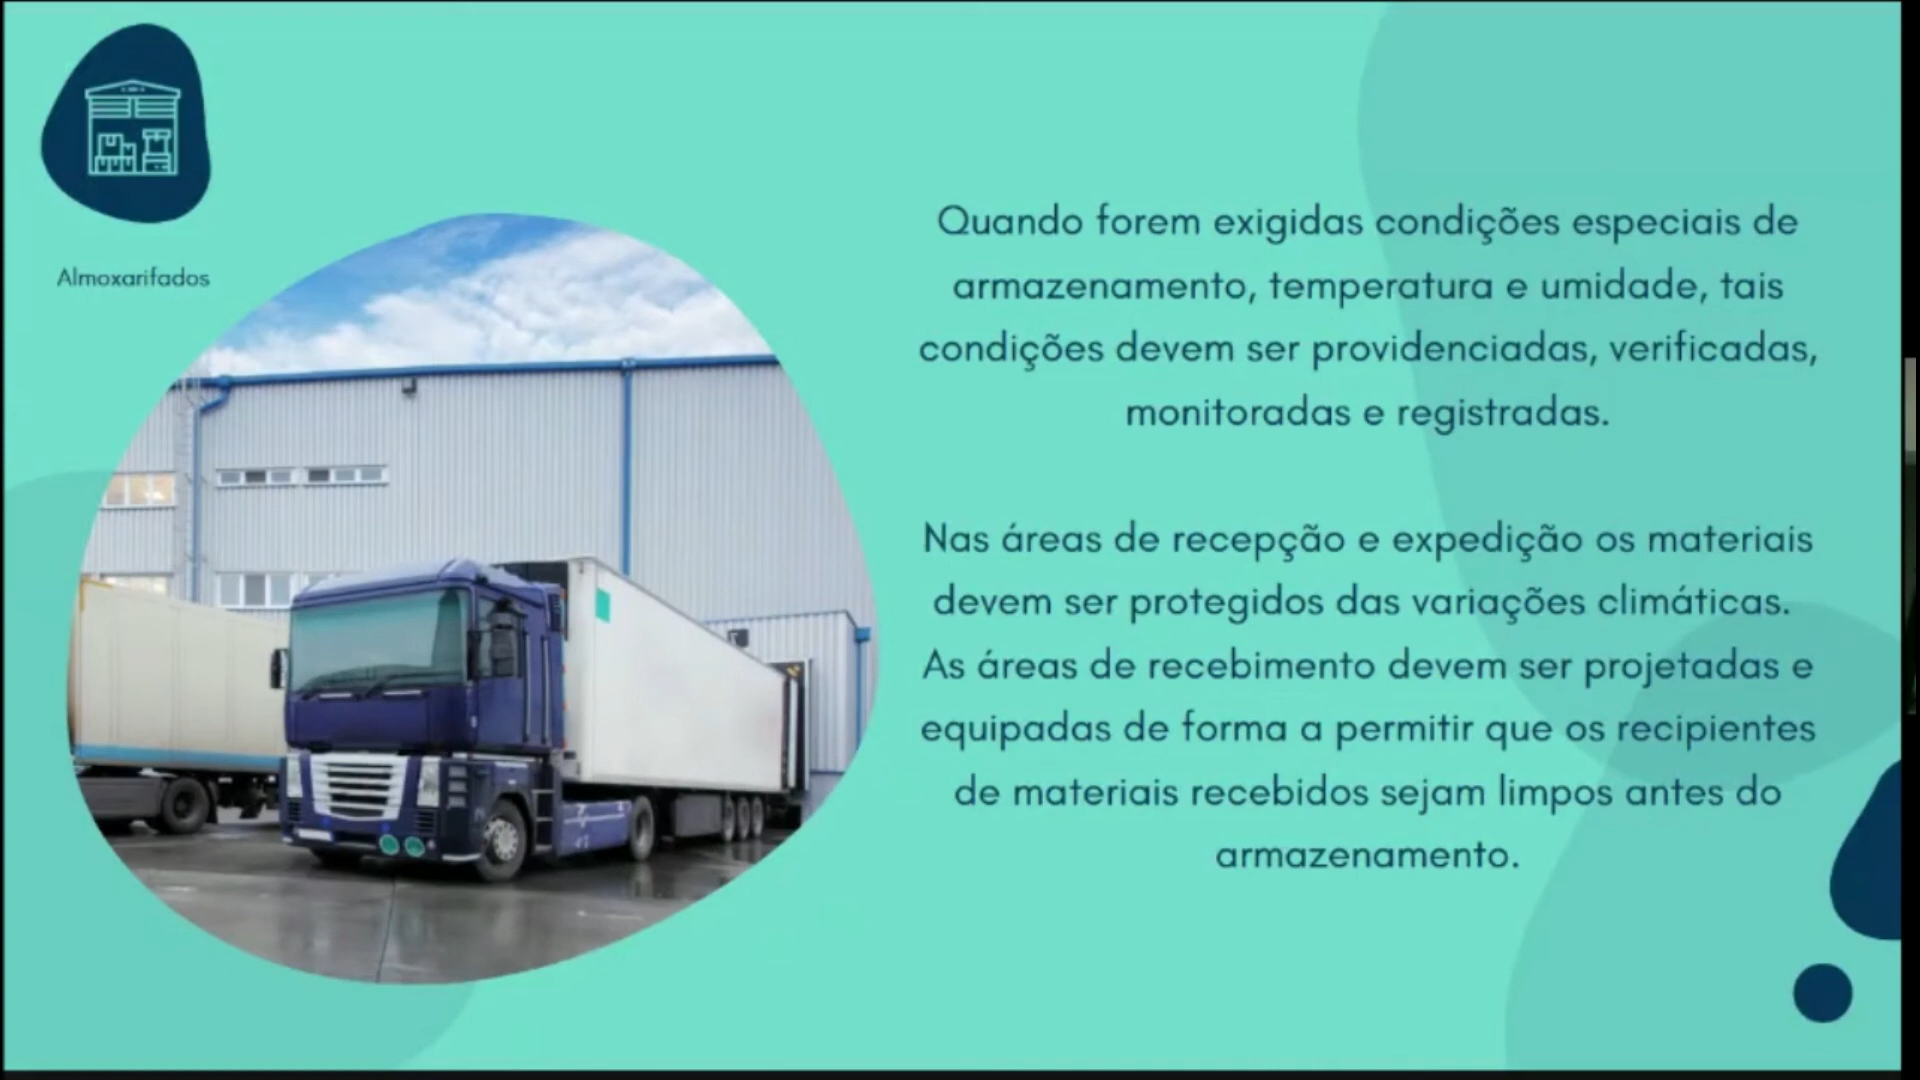 Almoxarifados
Quando forem exigidas condições especiais de
armazenamento, temperatura e umidade, tais
condições devem ser providenciadas, verificadas,
monitoradas e registradas.
Nas áreas de recepção e expedição os materiais
devem ser protegidos das variações climáticas.
As áreas de recebimento devem ser projetadas e
equipadas de forma a permitir que os recipientes
de materiais recebidos sejam limpos antes do
armazenamento.